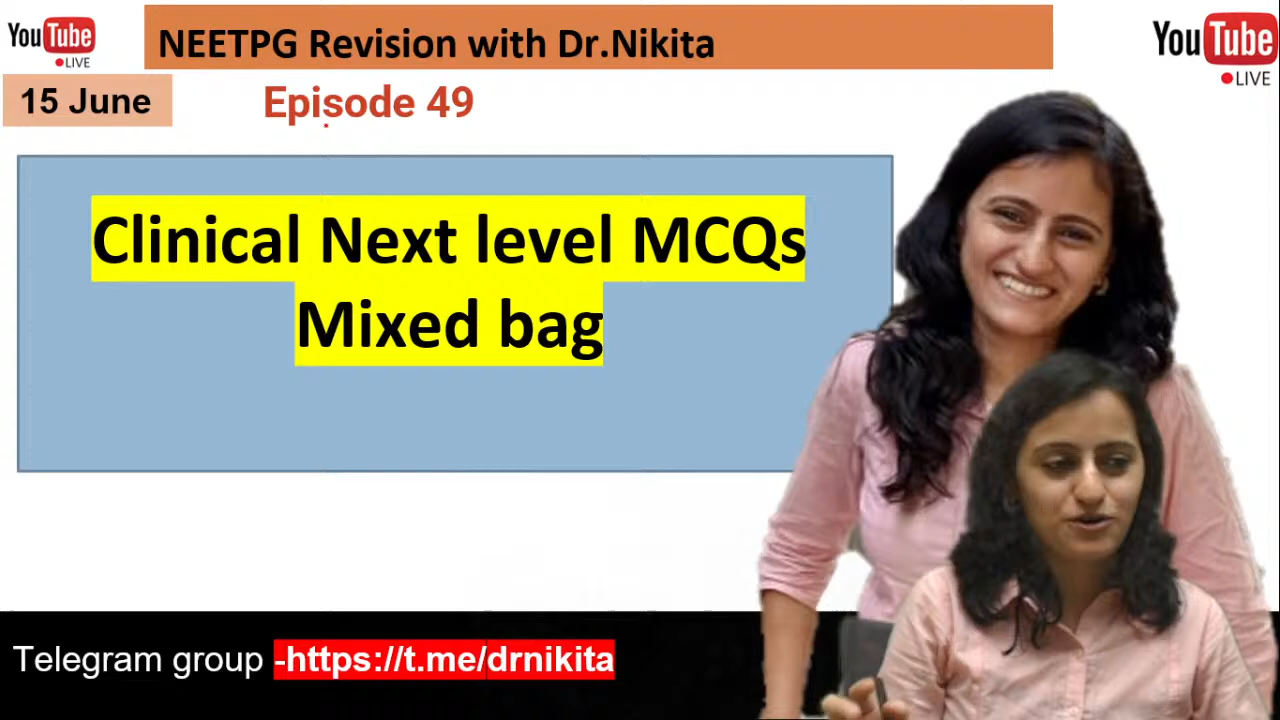 YouTube
LIVE
NEETPG Revision with Dr.Nikita
YouTube
LIVE
15 June
Episode 49
Clinical Next level MCQs
Mixed bag
Telegram group -https://t.me/drnikita